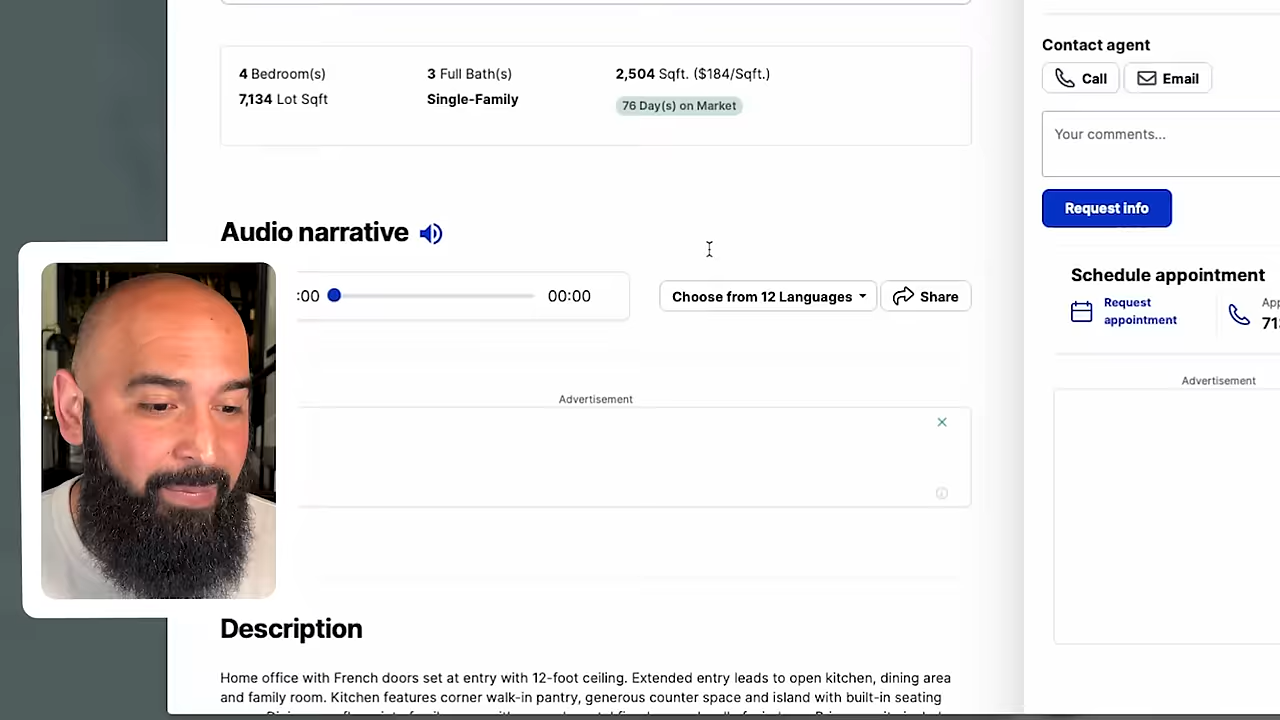 4 Bedroom(s)
3 Full Bath(s)
2,504 Sqft. ($184/Sqft.)
7,134 Lot Sqft
Single-Family
76 Day(s) on Market
Audio narrative
:00
00:00
Choose from 12 Languages
Share
Advertisement
Description
Home office with French doors set at entry with 12-foot ceiling. Extended entry leads to open kitchen, dining area
and family room. Kitchen features corner walk-in pantry, generous counter space and island with built-in seating
Contact agent
Call
Email
Your comments...
Request info
Schedule appointment
Request
appointment
App
713
Advertisement